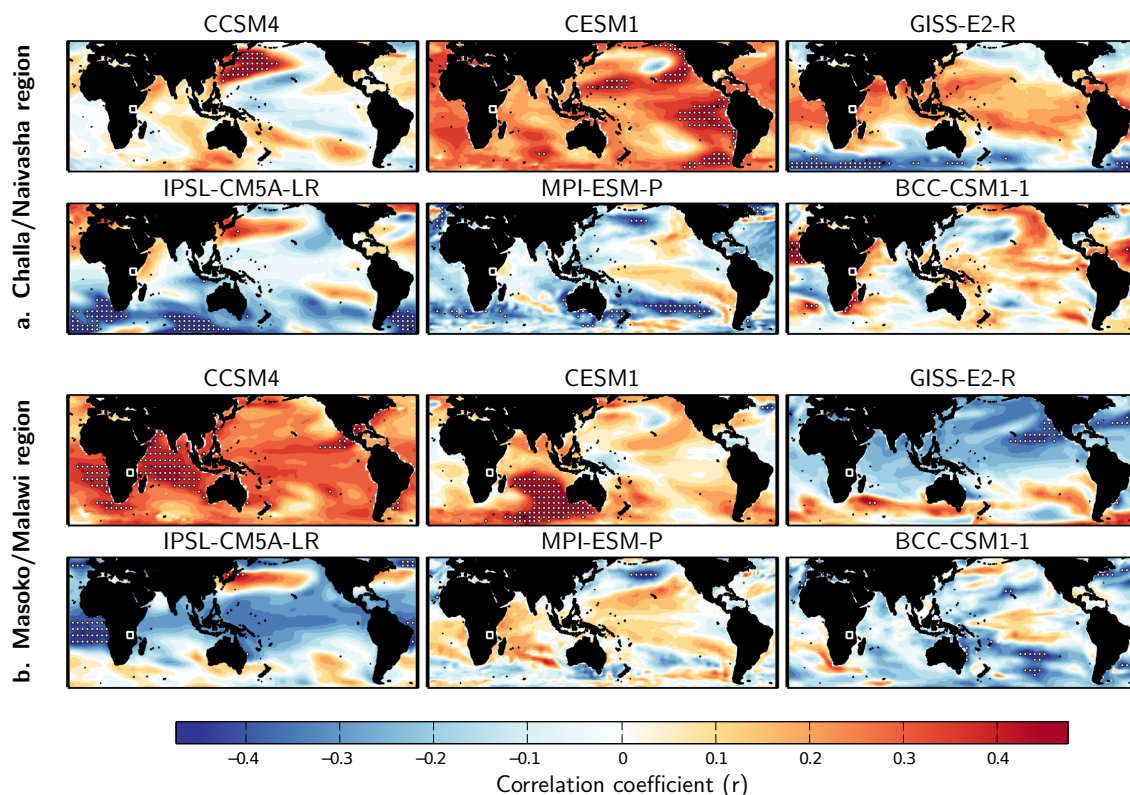 CCSM4 CESM1 GISS-E2-R
a. Challa/Naivasha region
IPSL-CM5A-LR MPI-ESM-P BCC-CSM1-1
CCSM4 CESM1 GISS-E2-R
b. Masoko/Malawi region
IPSL-CM5A-LR MPI-ESM-P BCC-CSM1-1
−0.4 −0.3 −0.2 −0.1 0 0.1 0.2 0.3 0.4
Correlation coefficient (r)